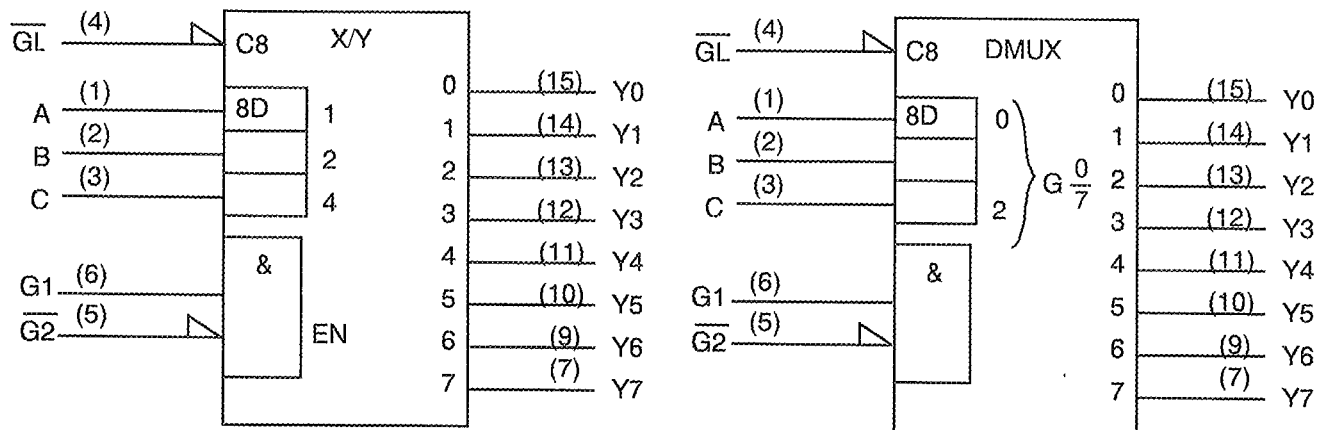 GL (4) C8 X/Y
0 (15) Y0
A (1) 8D 1
1 (14) Y1
B (2) 2
2 (13) Y2
C (3) 4
3 (12) Y3
&
4 (11) Y4
G1 (6)
5 (10) Y5
G2 (5) EN
6 (9) Y6
7 (7) Y7
GL (4) C8 DMUX
0 (15) Y0
A (1) 8D 0
1 (14) Y1
B (2)
G 0/7
2 (13) Y2
C (3) 2
3 (12) Y3
&
4 (11) Y4
G1 (6)
5 (10) Y5
G2 (5)
6 (9) Y6
7 (7) Y7